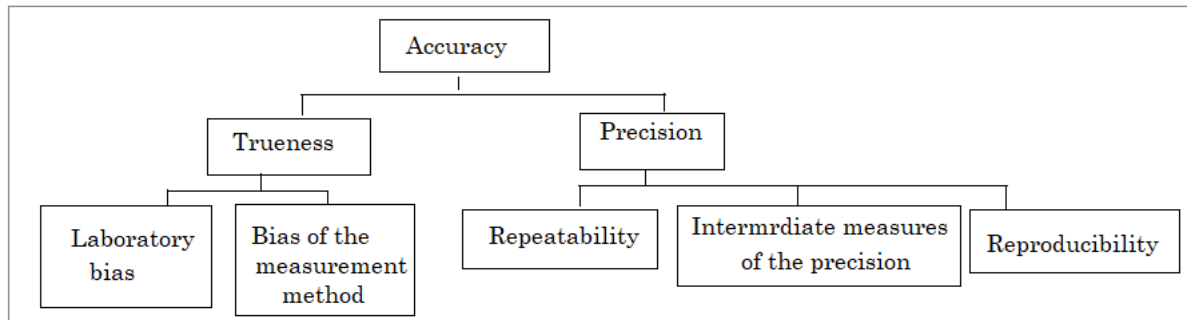 Accuracy
Trueness
Precision
Laboratory
bias
Bias of the
measurement
method
Repeatability
Intermrdiate measures
of the precision
Reproducibility